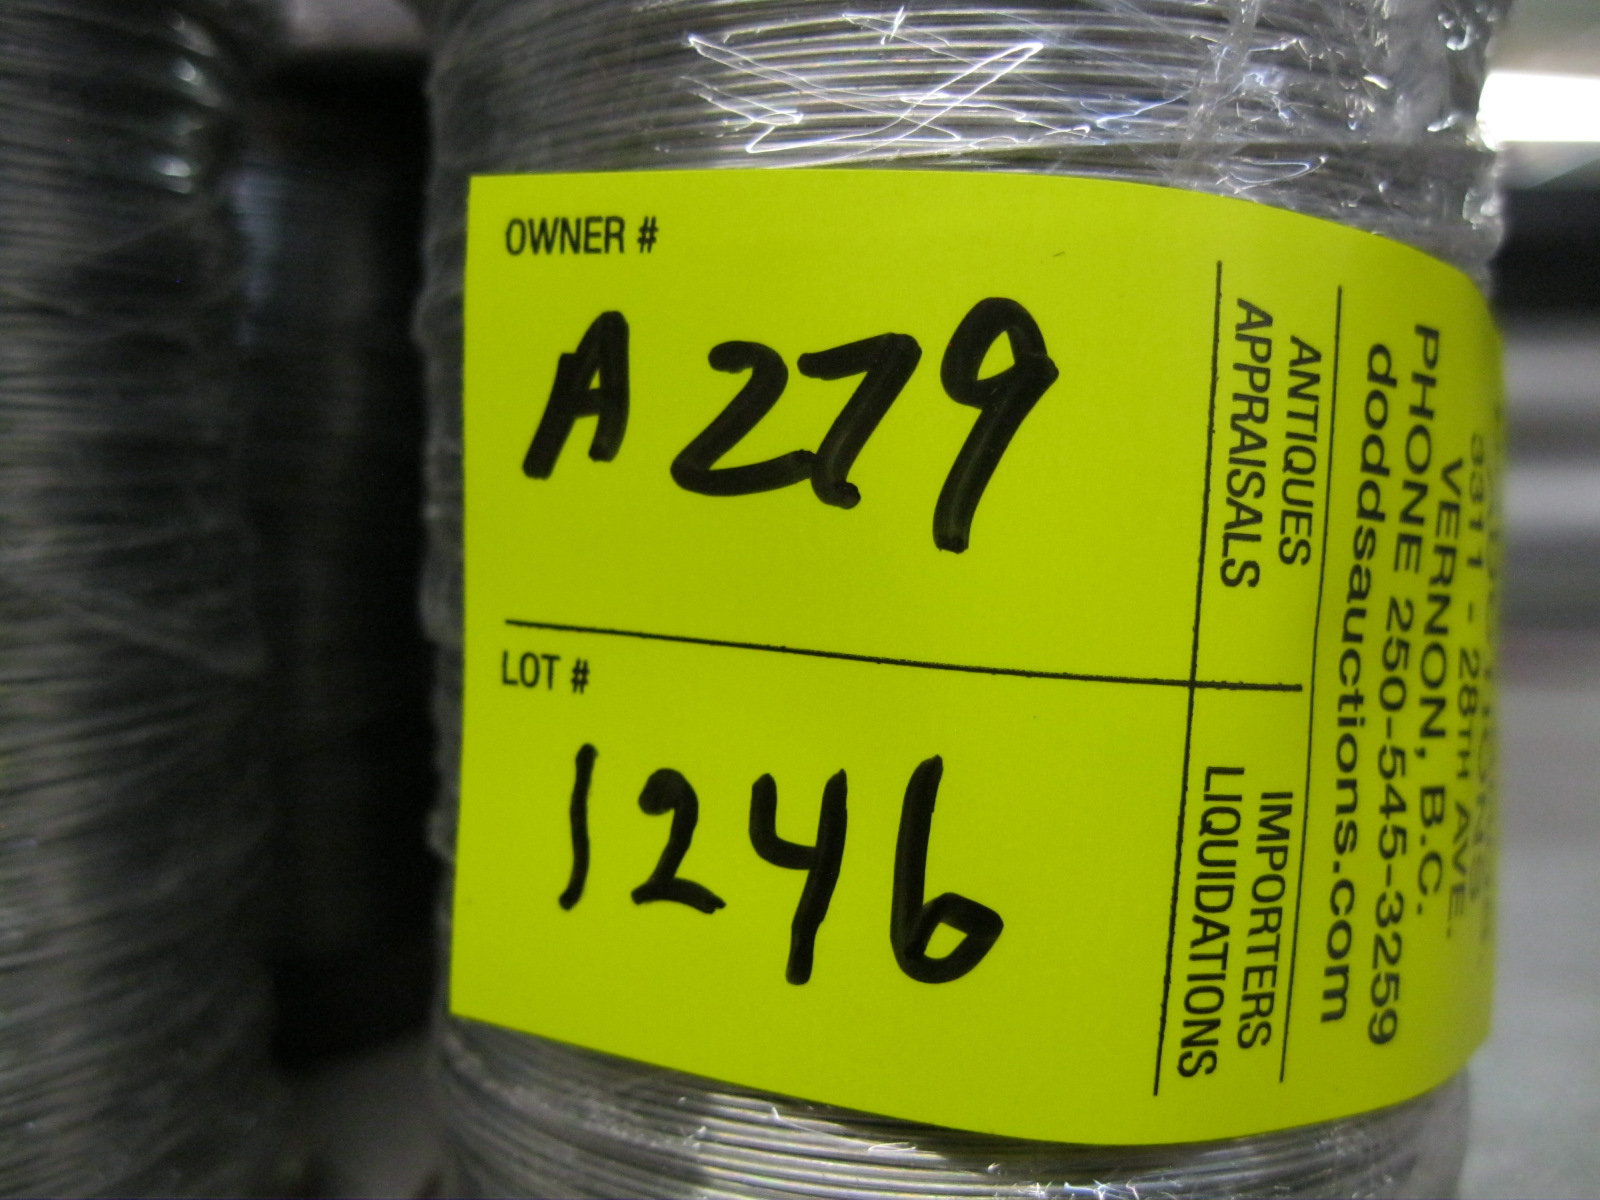 OWNER #
A279
LOT #
1246
ANTIQUES
APPRAISALS
IMPORTERS
LIQUIDATIONS
3311 - 28TH AVE.
VERNON, B.C.
PHONE 250-545-3259
doddsauctions.com